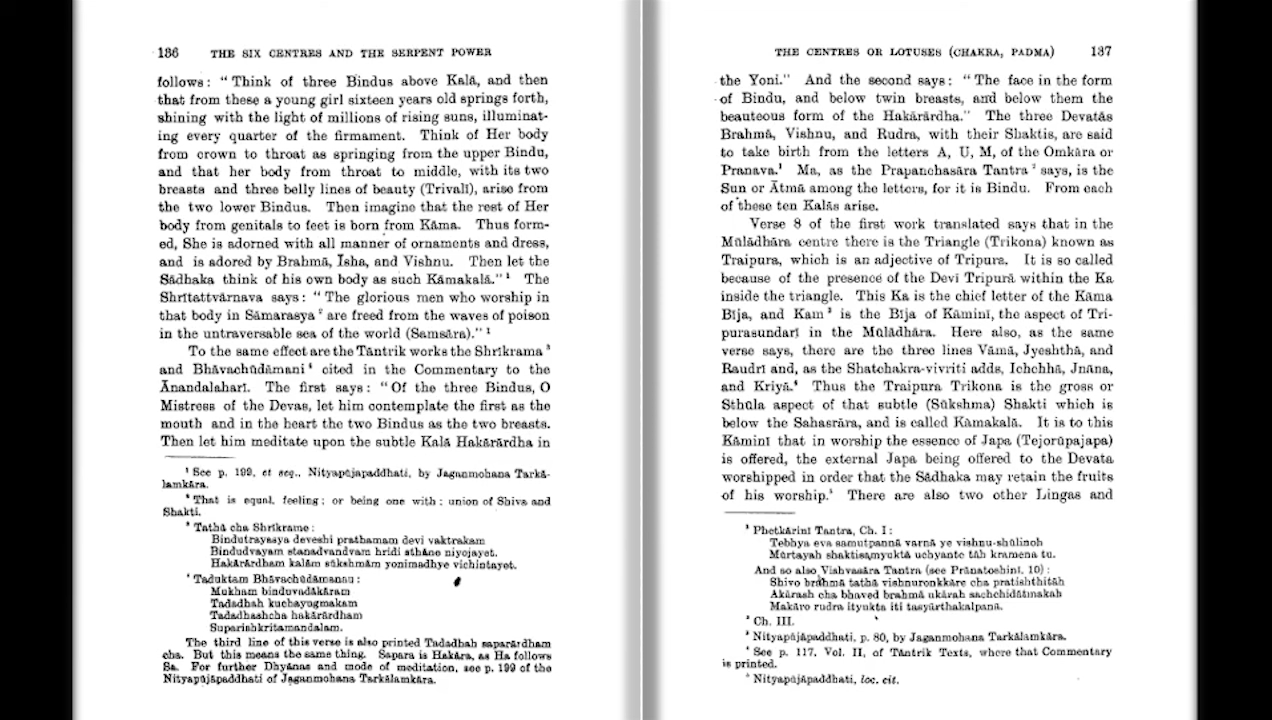 136 THE SIX CENTRES AND THE SERPENT POWER
follows: “Think of three Bindus above Kalā, and then
that from these a young girl sixteen years old springs forth,
shining with the light of millions of rising suns, illuminat-
ing every quarter of the firmament. Think of Her body
from crown to throat as springing from the upper Bindu,
and that her body from throat to middle, with its two
breasts and three belly lines of beauty (Trivalī), arise from
the two lower Bindus. Then imagine that the rest of Her
body from genitals to feet is born from Kāma. Thus form-
ed, She is adorned with all manner of ornaments and dress,
and is adored by Brahmā, Īsha, and Vishnu. Then let the
Sādhaka think of his own body as such Kāmakalā.”¹ The
Shrītattvārnava says: “The glorious men who worship in
that body in Sāmarasya² are freed from the waves of poison
in the untraversable sea of the world (Samsāra).”¹
To the same effect are the Tāntrik works the Shrīkrama³
and Bhāvachūdāmani⁴ cited in the Commentary to the
Ānandalaharī. The first says: “Of the three Bindus, O
Mistress of the Devas, let him contemplate the first as the
mouth and in the heart the two Bindus as the two breasts.
Then let him meditate upon the subtle Kalā Hakārārdha in
¹ See p. 199, et seq., Nityapūjāpaddhati, by Jaganmohana Tarkā-
lamkāra.
² That is equal, feeling; or being one with; union of Shiva and
Shakti.
³ Tathā cha Shrīkrame:
Bindutrayasya deveshi prathamam devi vaktrakam
Bindudvayam stanadvandvam hridi sthāne niyojayet.
Hakārārdham kalām sūkshmām yonimadhye vichintayet.
⁴ Taduktam Bhāvachūdāmanau:
Mukham binduvadākāram
Tadadhah kuchayugmakam
Tadadhashcha hakārārdham
Suparishkritamandalam.
The third line of this verse is also printed Tadadhah saparārdham
cha. But this means the same thing. Sapara is Hakāra, as Ha follows
Sa. For further Dhyānas and mode of meditation, see p. 199 of the
Nityapūjāpaddhati of Jaganmohana Tarkālamkāra.
THE CENTRES OR LOTUSES (CHAKRA, PADMA) 137
the Yoni.” And the second says: “The face in the form
of Bindu, and below twin breasts, and below them the
beauteous form of the Hakārārdha.” The three Devatās
Brahmā, Vishnu, and Rudra, with their Shaktis, are said
to take birth from the letters A, U, M, of the Omkāra or
Pranava.¹ Ma, as the Prapanchasāra Tantra² says, is the
Sun or Ātmā among the letters, for it is Bindu. From each
of these ten Kalās arise.
Verse 8 of the first work translated says that in the
Mūlādhāra centre there is the Triangle (Trikona) known as
Traipura, which is an adjective of Tripura. It is so called
because of the presence of the Devī Tripurā within the Ka
inside the triangle. This Ka is the chief letter of the Kāma
Bīja, and Kam³ is the Bīja of Kāminī, the aspect of Tri-
purasundarī in the Mūlādhāra. Here also, as the same
verse says, there are the three lines Vāmā, Jyeshthā, and
Raudrī and, as the Shatchakra-vivriti adds, Ichchhā, Jnāna,
and Kriyā.⁴ Thus the Traipura Trikona is the gross or
Sthūla aspect of that subtle (Sūkshma) Shakti which is
below the Sahasrāra, and is called Kāmakalā. It is to this
Kāminī that in worship the essence of Japa (Tejorūpajapa)
is offered, the external Japa being offered to the Devata
worshipped in order that the Sādhaka may retain the fruits
of his worship.⁵ There are also two other Lingas and
¹ Phetkārinī Tantra, Ch. I:
Tebhya eva samutpannā varnā ye vishnu-shūlinoh
Mūrtayah shaktisamyuktā uchyante tāh kramena tu.
And so also Vishvasāra Tantra (see Prānatoshinī, 10):
Shivo brahmā tathā vishnuronkkāre cha pratishthitāh
Akārash cha bhaved brahmā ukārah sachchidātmakah
Makāro rudra ityukta iti tasyārthakalpanā.
² Ch. III.
³ Nityapūjāpaddhati, p. 80, by Jaganmohana Tarkālamkāra.
⁴ See p. 117, Vol. II, of Tāntrik Texts, where that Commentary
is printed.
⁵ Nityapūjāpaddhati, loc. cit.